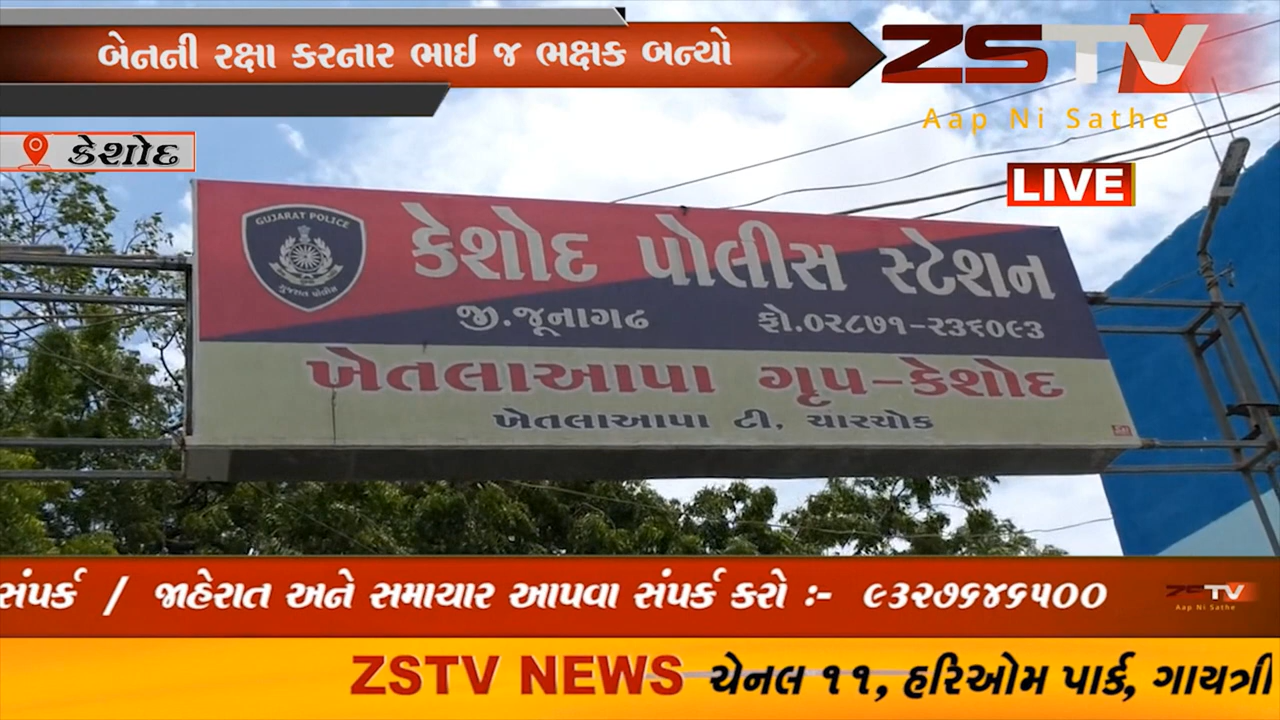 બેનની રક્ષા કરનાર ભાઈ જ ભક્ષક બન્યો
ZSTV
Aap Ni Sathe
કેશોદ
LIVE
GUJARAT POLICE
ગુજરાત પોલીસ
કેશોદ પોલીસ સ્ટેશન
જી.જૂનાગઢ ફો.૦૨૮૭૧-૨૩૬૦૯૩
ખેતલાઆપા ગૃપ-કેશોદ
ખેતલાઆપા ટી, ચારચોક
સંપર્ક / જાહેરાત અને સમાચાર આપવા સંપર્ક કરો :- ૯૩૨૭૬૪૬૫૦૦
ZSTV
Aap Ni Sathe
ZSTV NEWS ચેનલ ૧૧, હરિઓમ પાર્ક, ગાયત્રી